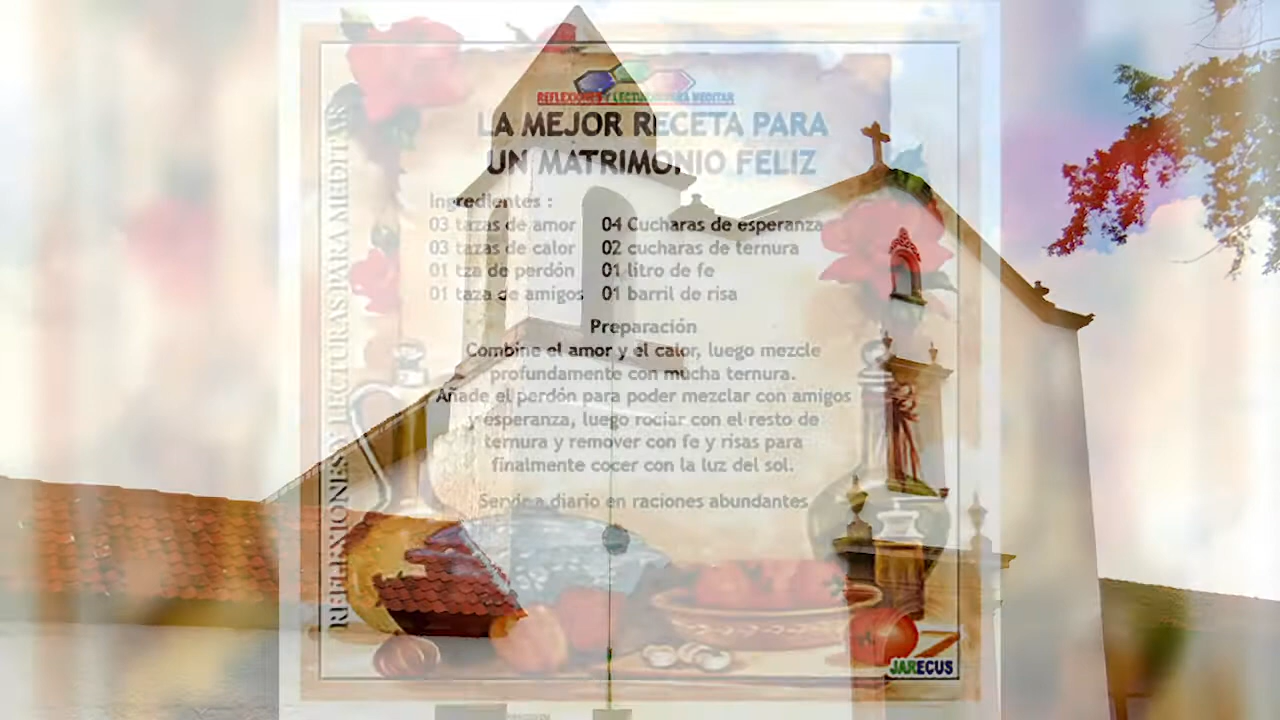 REFLEXIONES Y LECTURAS PARA MEDITAR
LA MEJOR RECETA PARA
UN MATRIMONIO FELIZ
Ingredientes :
03 tazas de amor 04 Cucharas de esperanza
03 tazas de calor 02 cucharas de ternura
01 tza de perdón 01 litro de fe
01 taza de amigos 01 barril de risa
Preparación
Combine el amor y el calor, luego mezcle
profundamente con mucha ternura.
Añade el perdón para poder mezclar con amigos
y esperanza, luego rociar con el resto de
ternura y remover con fe y risas para
finalmente cocer con la luz del sol.
Servir a diario en raciones abundantes
REFLEXIONES Y LECTURAS PARA MEDITAR
JARECUS